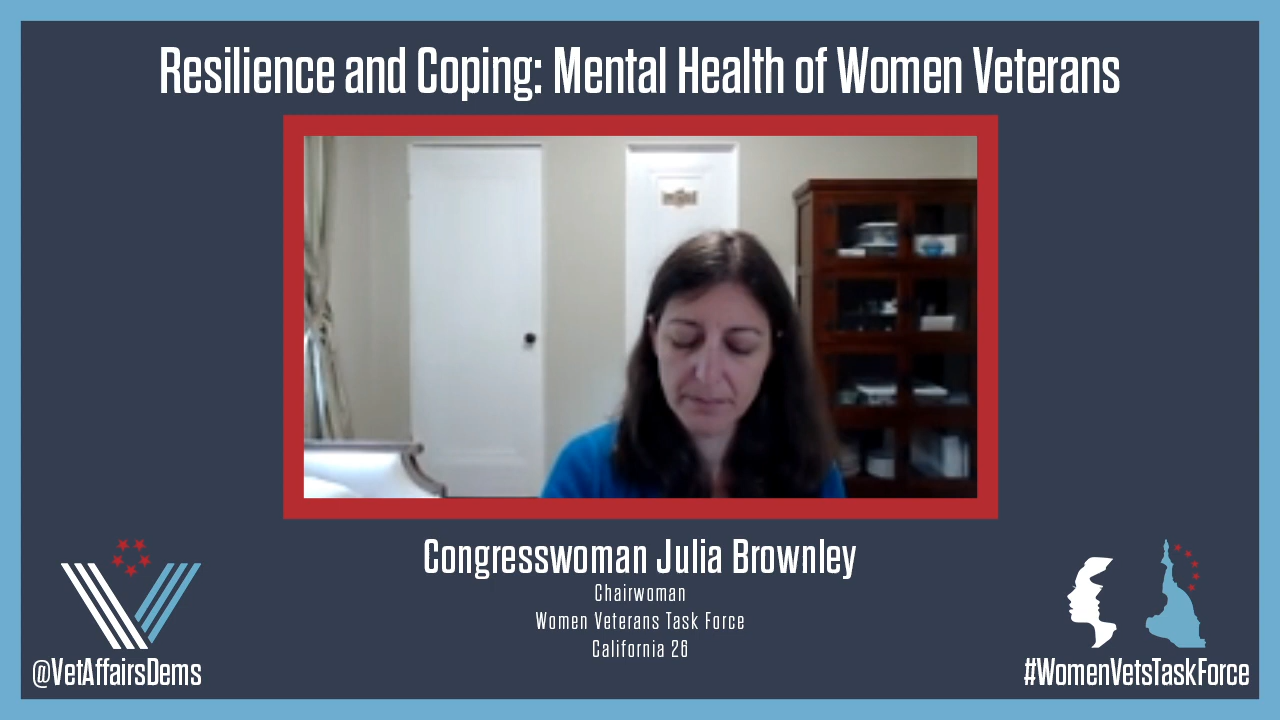 Resilience and Coping: Mental Health of Women Veterans
Congresswoman Julia Brownley
Chairwoman
Women Veterans Task Force
California 26
@VetAffairsDems
#WomenVetsTaskForce